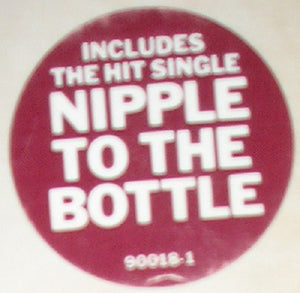 INCLUDES
THE HIT SINGLE
NIPPLE
TO THE
BOTTLE
90018-1